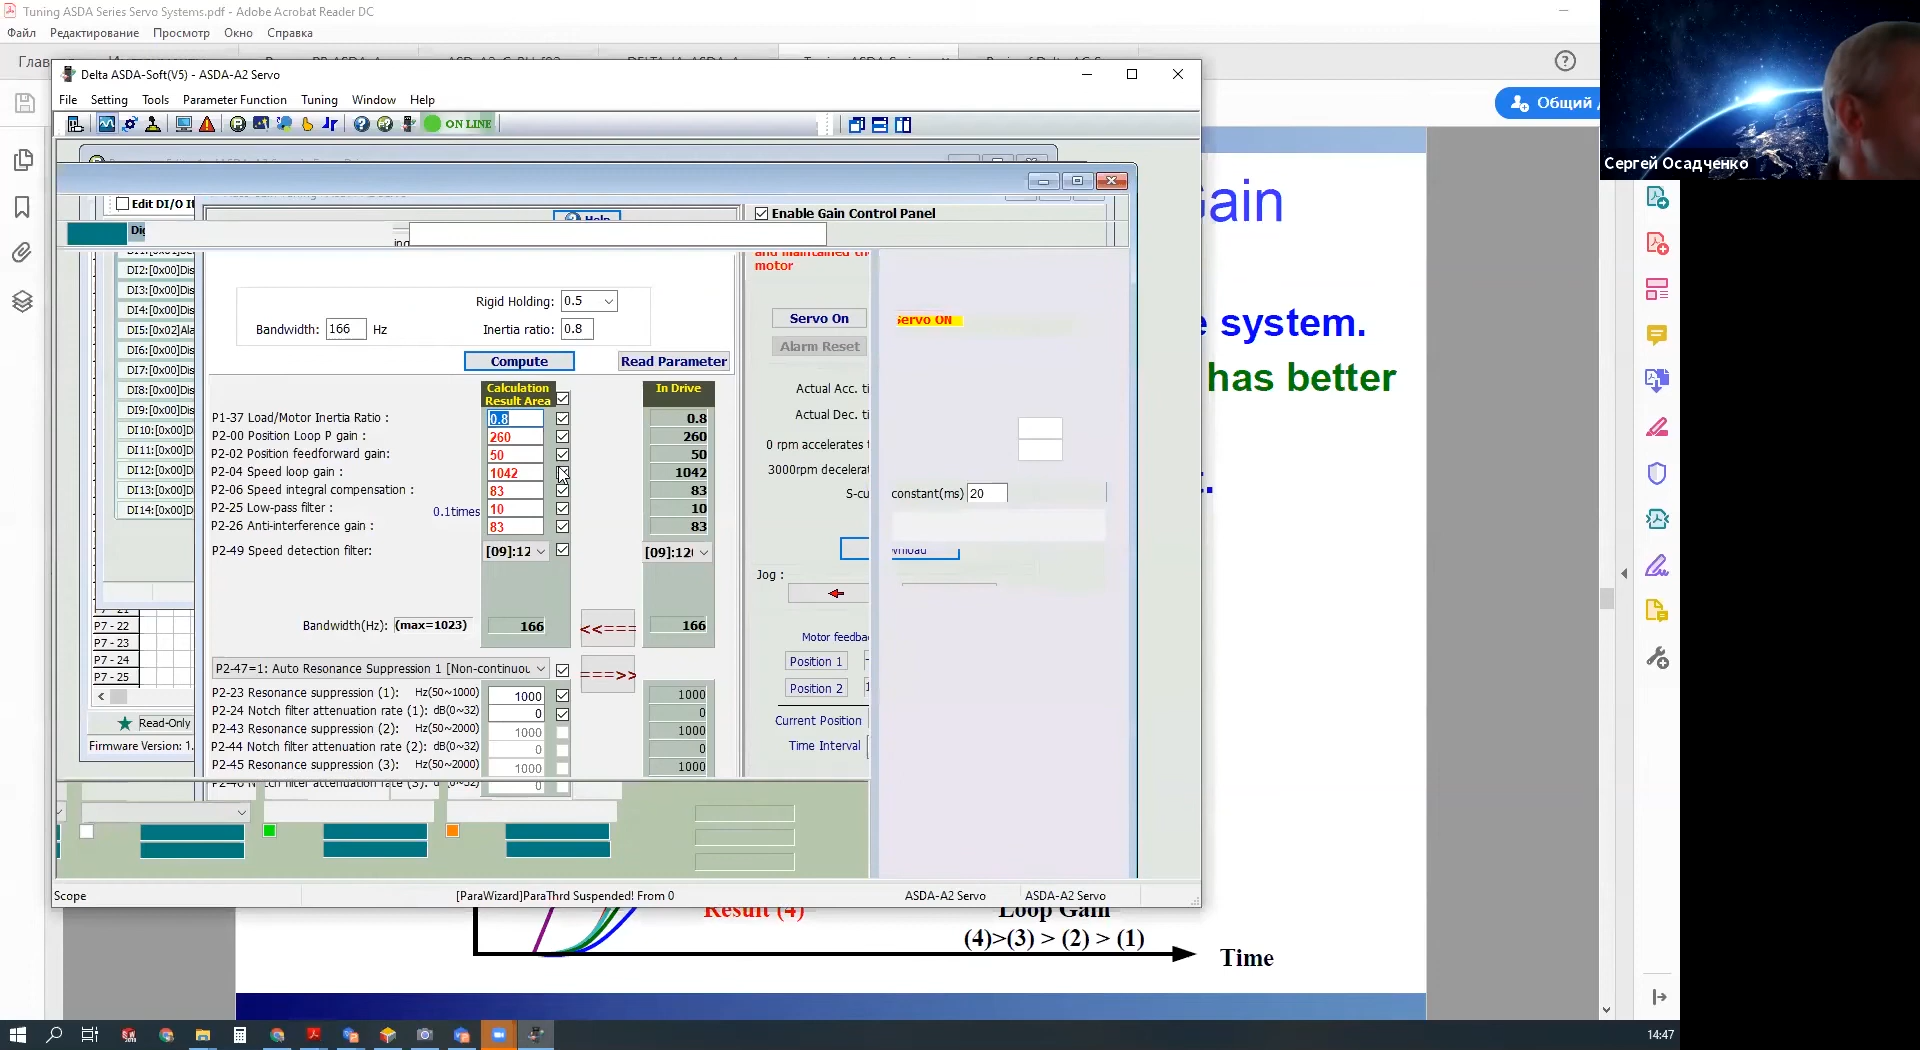 Tuning ASDA Series Servo Systems.pdf - Adobe Acrobat Reader DC
Файл Редактирование Просмотр Окно Справка
Общий
Delta ASDA-Soft(V5) - ASDA-A2 Servo
File Setting Tools Parameter Function Tuning Window Help
ON LINE
Сергей Осадченко
Gain
Edit DI/O
Help
Enable Gain Control Panel
motor
DI2:[0x00]Dis
DI3:[0x00]Dis
DI4:[0x00]Dis
DI5:[0x02]Ala
DI6:[0x00]Dis
DI7:[0x00]Dis
DI8:[0x00]Dis
DI9:[0x00]Dis
DI10:[0x00]D
DI11:[0x00]D
DI12:[0x00]D
DI13:[0x00]D
DI14:[0x00]D
Rigid Holding: 0.5
Bandwidth: 166 Hz Inertia ratio: 0.8
Compute Read Parameter
Calculation Result Area In Drive
P1-37 Load/Motor Inertia Ratio : 0.8 0.8
P2-00 Position Loop P gain : 260 260
P2-02 Position feedforward gain: 50 50
P2-04 Speed loop gain : 1042 1042
P2-06 Speed integral compensation : 83 83
P2-25 Low-pass filter : 0.1times 10 10
P2-26 Anti-interference gain : 83 83
P2-49 Speed detection filter: [09]:12 [09]:12
Bandwidth(Hz): (max=1023) 166 <<=== 166
P2-47=1: Auto Resonance Suppression 1 [Non-continuou ===>>
P2-23 Resonance suppression (1): Hz(50~1000) 1000 1000
P2-24 Notch filter attenuation rate (1): dB(0~32) 0 0
P2-43 Resonance suppression (2): Hz(50~2000) 1000 1000
P2-44 Notch filter attenuation rate (2): dB(0~32) 0 0
P2-45 Resonance suppression (3): Hz(50~2000) 1000 1000
Servo On Servo ON
Alarm Reset
Actual Acc. ti
Actual Dec. ti
0 rpm accelerates
3000rpm decelerat
S-cu constant(ms) 20
Jog :
Motor feedba
Position 1
Position 2
Current Position
Time Interval
P7 - 22
P7 - 23
P7 - 24
P7 - 25
Read-Only
Firmware Version: 1.
Scope [ParaWizard]ParaThrd Suspended! From 0 ASDA-A2 Servo ASDA-A2 Servo
system.
has better
Result (4) Loop Gain
(4)>(3) > (2) > (1)
Time
14:47